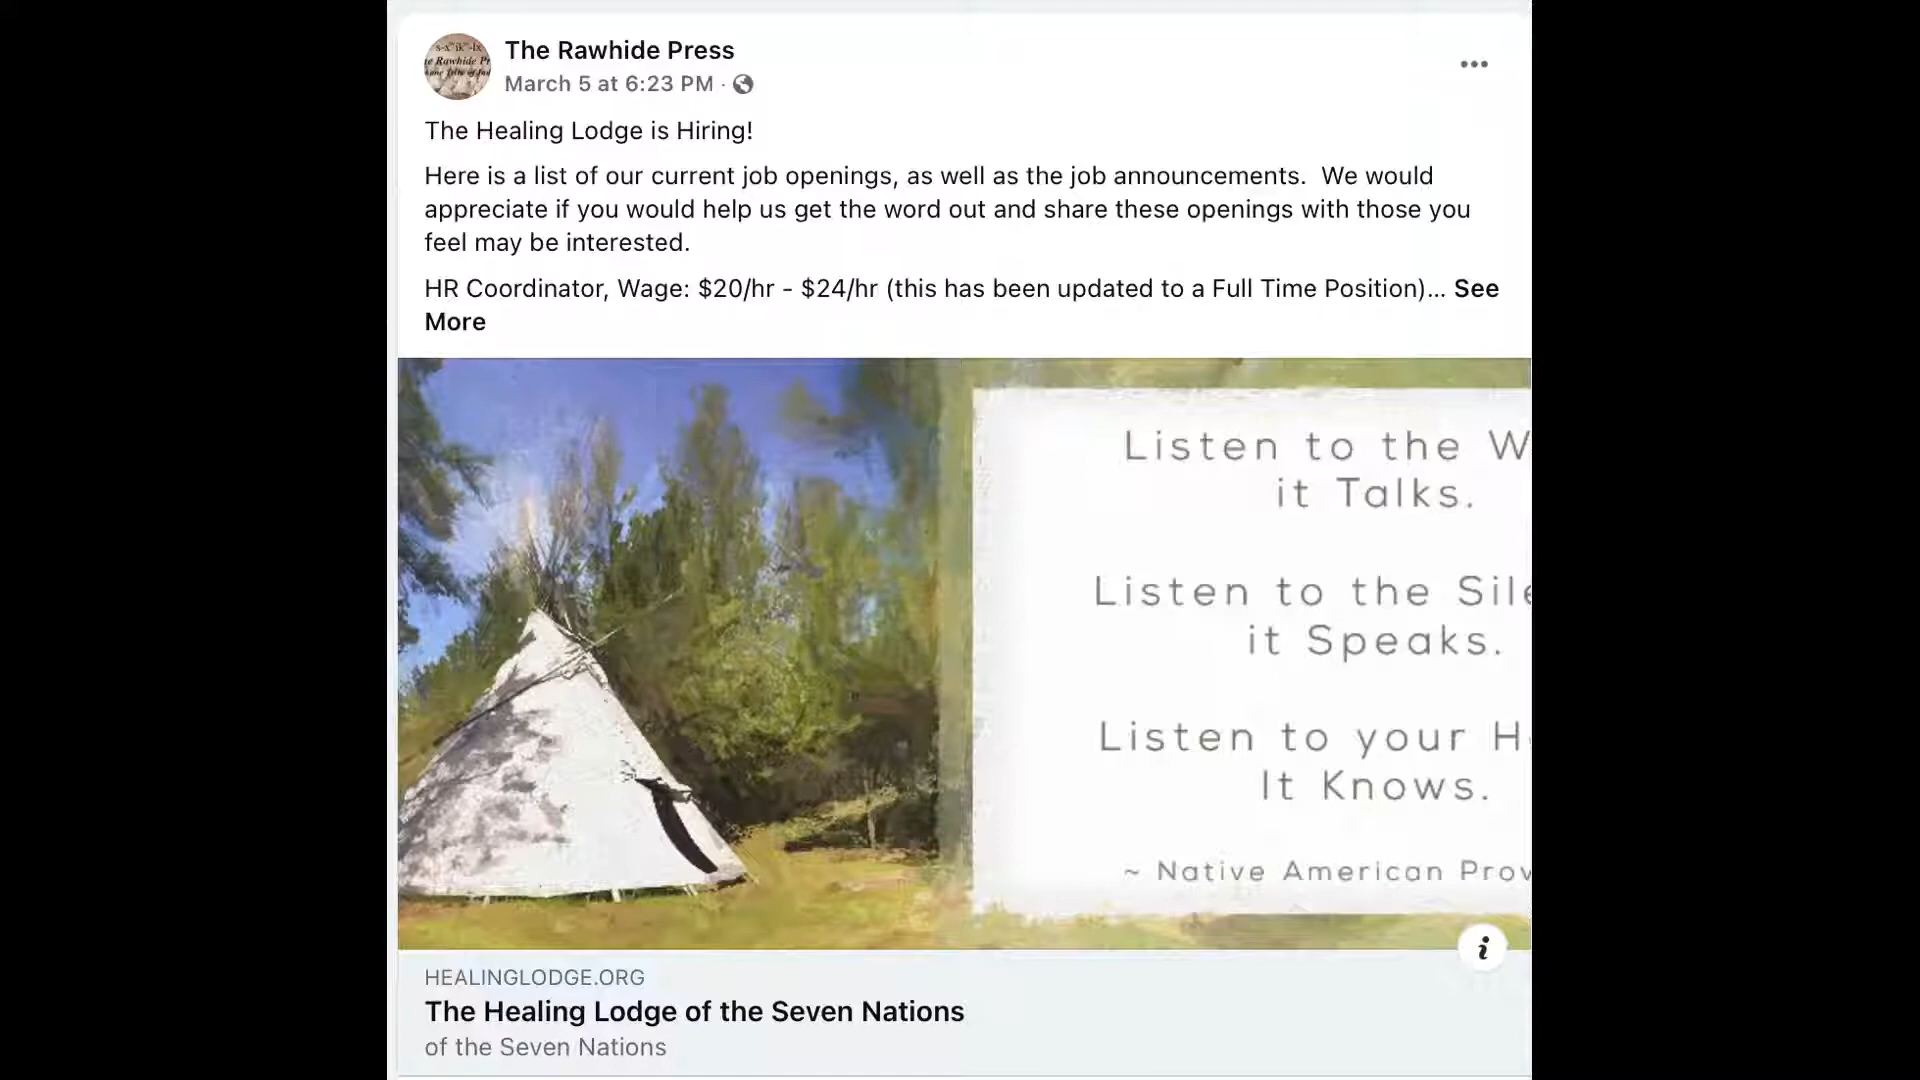 The Rawhide Press
March 5 at 6:23 PM ·
The Healing Lodge is Hiring!
Here is a list of our current job openings, as well as the job announcements.  We would
appreciate if you would help us get the word out and share these openings with those you
feel may be interested.
HR Coordinator, Wage: $20/hr - $24/hr (this has been updated to a Full Time Position)... See
More
Listen to the
it Talks.
Listen to the
it Speaks.
Listen to your
It Knows.
~ Native American
HEALINGLODGE.ORG
The Healing Lodge of the Seven Nations
of the Seven Nations